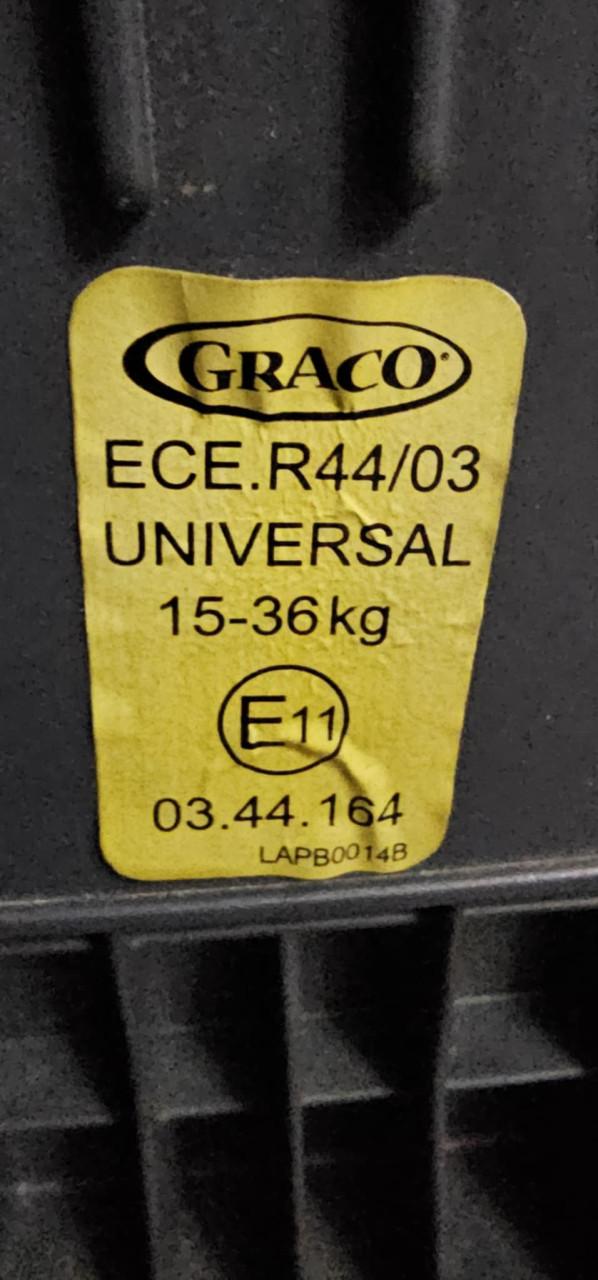 GRACO®
ECE.R44/03
UNIVERSAL
15-36kg
E11
03.44.164
LAPB0014B